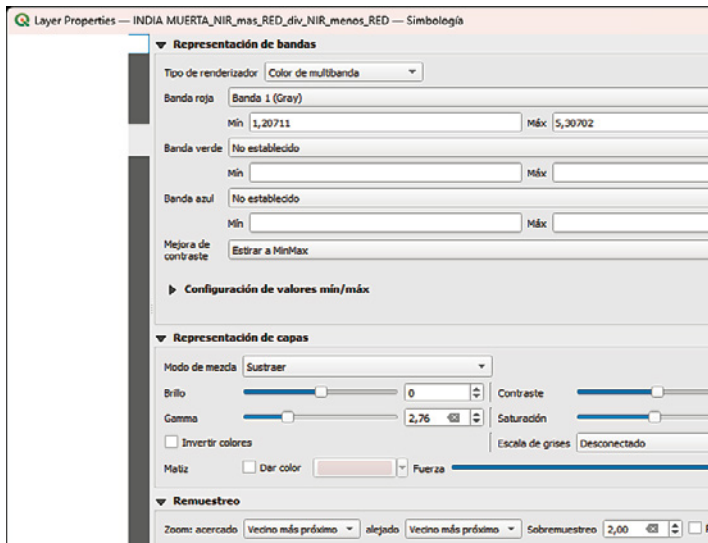 Layer Properties — INDIA MUERTA_NIR_mas_RED_div_NIR_menos_RED — Simbología
Representación de bandas
Tipo de renderizador Color de multibanda
Banda roja Banda 1 (Gray)
Mín 1,20711 Máx 5,30702
Banda verde No establecido
Mín Máx
Banda azul No establecido
Mín Máx
Mejora de
contraste Estirar a MinMax
Configuración de valores mín/máx
Representación de capas
Modo de mezcla Sustraer
Brillo 0 Contraste
Gamma 2,76 Saturación
Invertir colores Escala de grises Desconectado
Matiz Dar color Fuerza
Remuestreo
Zoom: acercado Vecino más próximo alejado Vecino más próximo Sobremuestreo 2,00